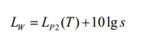 L_W = L_{P2}(T) + 10 lg s